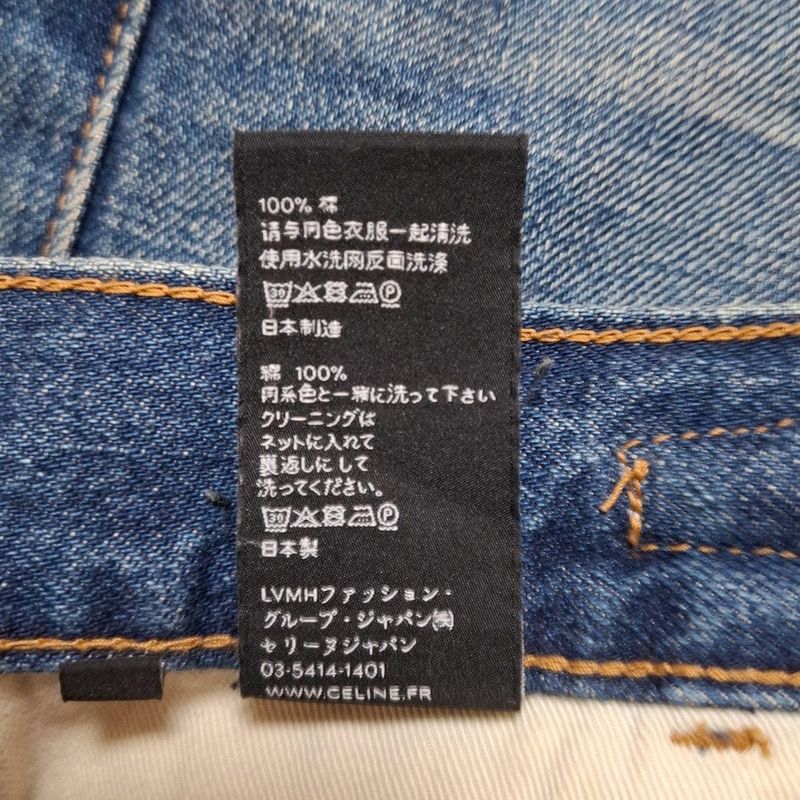 100% 棉
请与同色衣服一起清洗
使用水洗网反面洗涤
30 P
日本制造
綿 100%
同系色と一緒に洗って下さい
クリーニングは
ネットに入れて
裏返しにして
洗ってください。
30 P
日本製
LVMHファッション・
グループ・ジャパン㈱
セリーヌジャパン
03-5414-1401
WWW.CELINE.FR